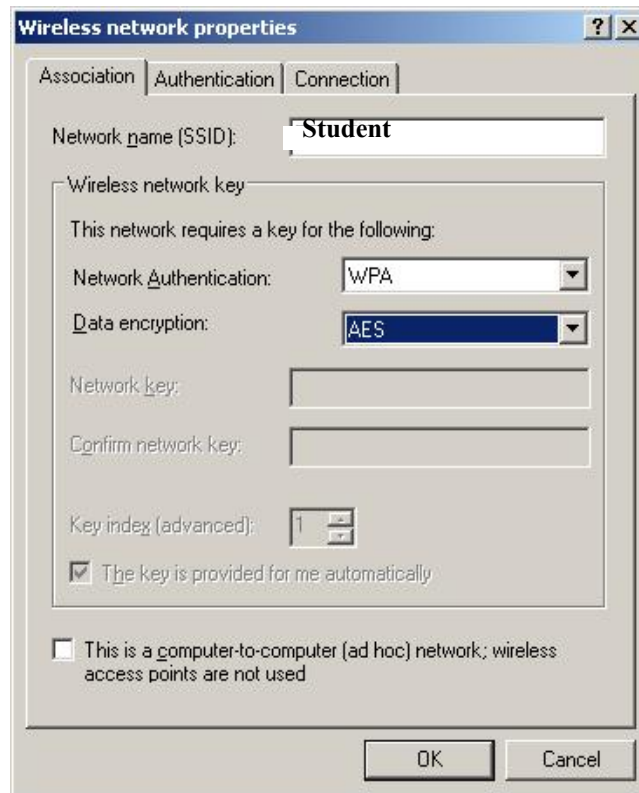 Wireless network properties
Association Authentication Connection
Network name (SSID): Student
Wireless network key
This network requires a key for the following:
Network Authentication: WPA
Data encryption: AES
Network key:
Confirm network key:
Key index (advanced): 1
The key is provided for me automatically
This is a computer-to-computer (ad hoc) network; wireless
access points are not used
OK Cancel